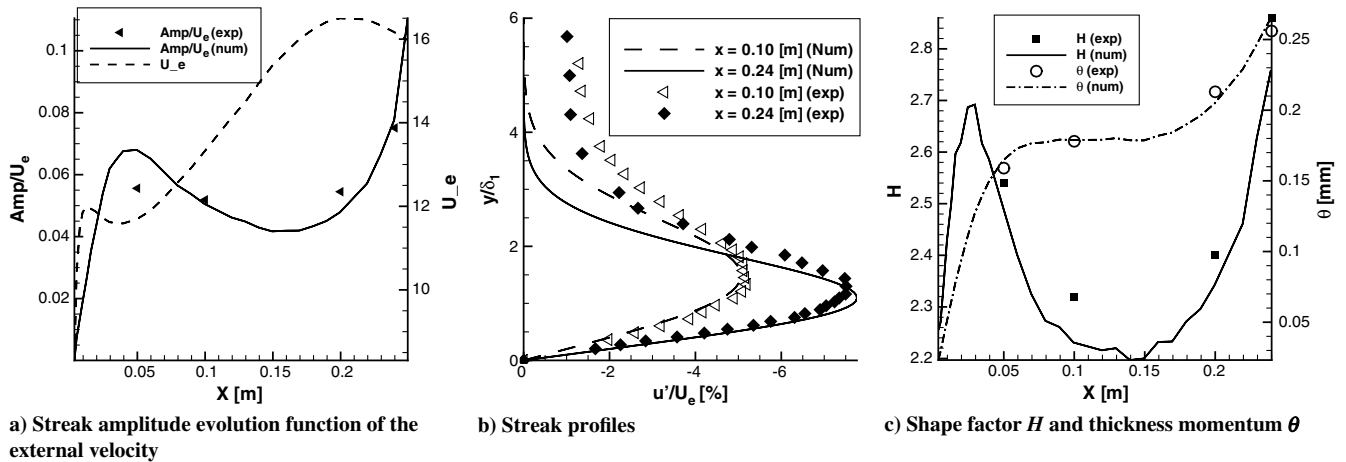 Amp/U_e (exp)
Amp/U_e (num)
U_e
0.1
0.08
0.06
0.04
0.02
Amp/U_e
16
14
12
10
U_e
0.05
0.1
0.15
0.2
X [m]
a) Streak amplitude evolution function of the
external velocity
x = 0.10 [m] (Num)
x = 0.24 [m] (Num)
x = 0.10 [m] (exp)
x = 0.24 [m] (exp)
6
4
2
0
y/δ₁
0
-2
-4
-6
u'/U_e [%]
b) Streak profiles
H (exp)
H (num)
θ (exp)
θ (num)
2.8
2.7
2.6
2.5
2.4
2.3
2.2
H
0.25
0.2
0.15
0.1
0.05
θ [mm]
0.05
0.1
0.15
0.2
X [m]
c) Shape factor H and thickness momentum θ